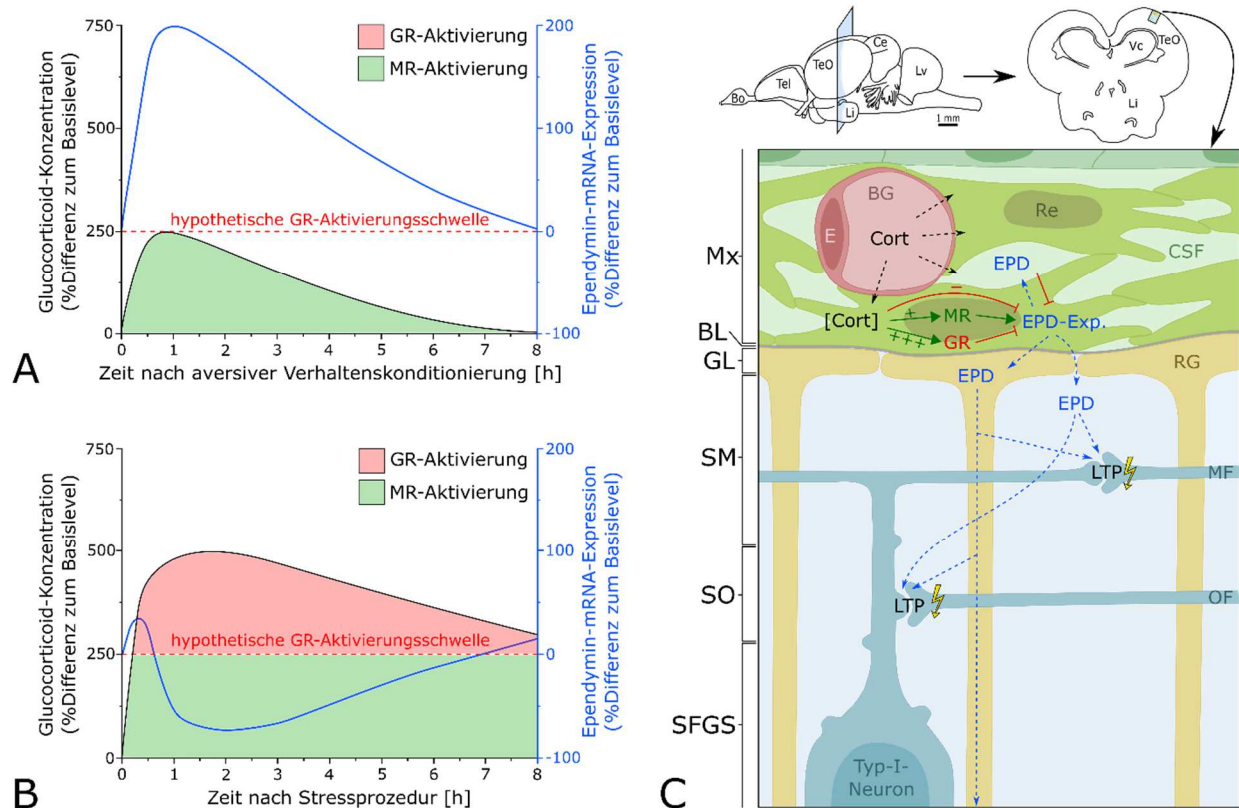 750
500
250
0
Glucocorticoid-Konzentration
(%Differenz zum Basislevel)
GR-Aktivierung
MR-Aktivierung
hypothetische GR-Aktivierungsschwelle
200
100
0
-100
Ependymin-mRNA-Expression
(%Differenz zum Basislevel)
0 1 2 3 4 5 6 7 8
Zeit nach aversiver Verhaltenskonditionierung [h]
A
750
500
250
0
Glucocorticoid-Konzentration
(%Differenz zum Basislevel)
GR-Aktivierung
MR-Aktivierung
hypothetische GR-Aktivierungsschwelle
200
100
0
-100
Ependymin-mRNA-Expression
(%Differenz zum Basislevel)
0 1 2 3 4 5 6 7 8
Zeit nach Stressprozedur [h]
B
Bo
Tel
TeO
Ce
Lv
Li
1 mm
Vc
TeO
Li
Mx
BL
GL
SM
SO
SFGS
BG
E
Cort
Re
CSF
EPD
[Cort]
+
+++
–
MR
GR
EPD-Exp.
RG
EPD
EPD
LTP
MF
LTP
OF
Typ-I-
Neuron
C